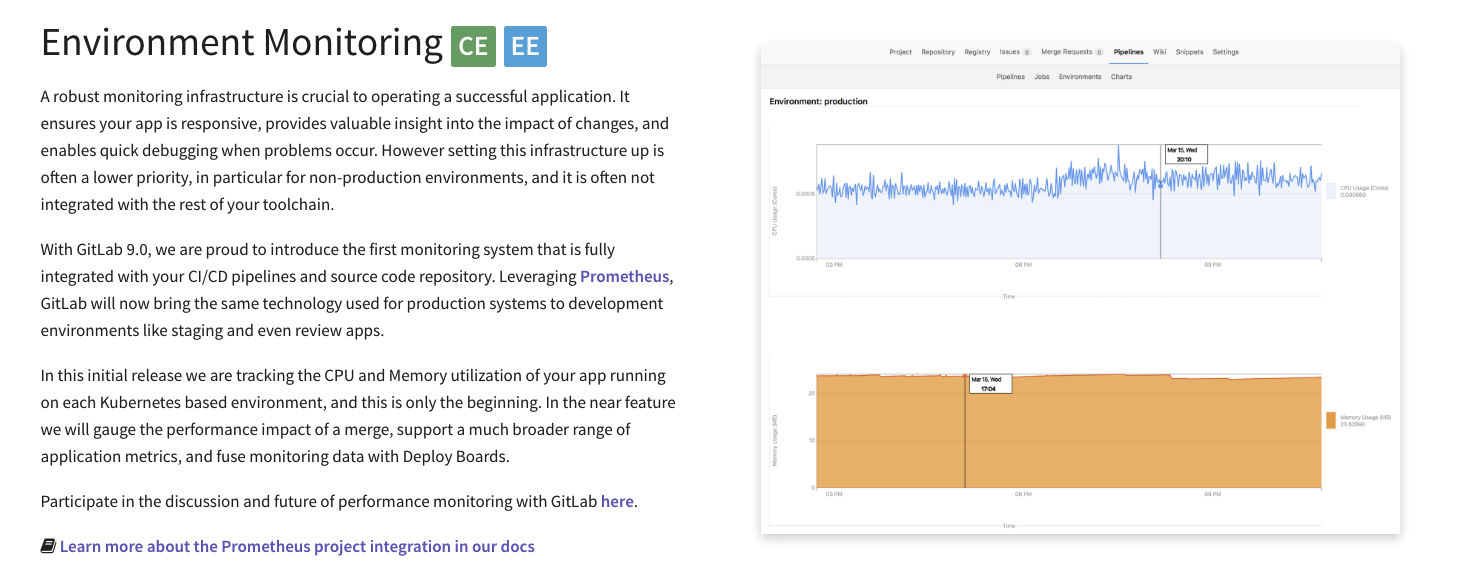 Environment Monitoring CE EE
A robust monitoring infrastructure is crucial to operating a successful application. It
ensures your app is responsive, provides valuable insight into the impact of changes, and
enables quick debugging when problems occur. However setting this infrastructure up is
often a lower priority, in particular for non-production environments, and it is often not
integrated with the rest of your toolchain.
With GitLab 9.0, we are proud to introduce the first monitoring system that is fully
integrated with your CI/CD pipelines and source code repository. Leveraging Prometheus,
GitLab will now bring the same technology used for production systems to development
environments like staging and even review apps.
In this initial release we are tracking the CPU and Memory utilization of your app running
on each Kubernetes based environment, and this is only the beginning. In the near feature
we will gauge the performance impact of a merge, support a much broader range of
application metrics, and fuse monitoring data with Deploy Boards.
Participate in the discussion and future of performance monitoring with GitLab here.
Learn more about the Prometheus project integration in our docs
Project Repository Registry Issues 0 Merge Requests 0 Pipelines Wiki Snippets Settings
Pipelines Jobs Environments Charts
Environment: production
Mar 15, Wed
20:10
CPU Usage (Cores)
0.0005
0.0000
CPU Usage (Cores)
0.000560
03 PM 06 PM 09 PM
Time
Mar 15, Wed
17:04
Memory Usage (MB)
20
10
0
Memory Usage (MB)
23.62890
03 PM 06 PM 09 PM
Time